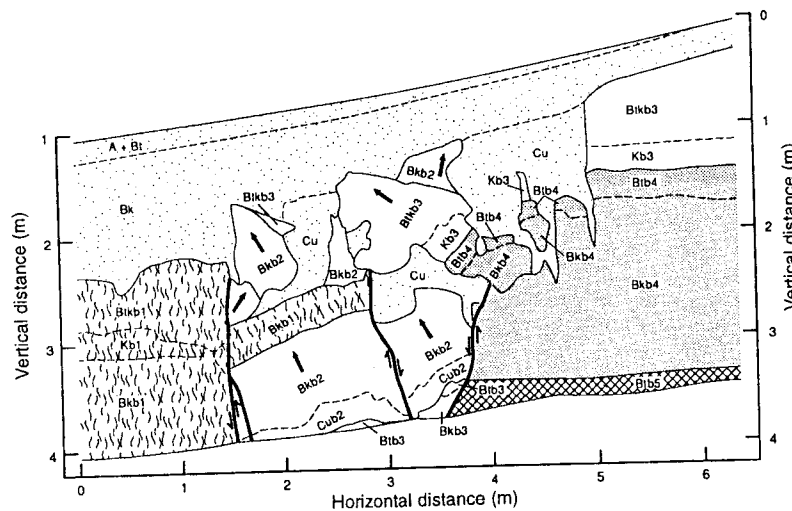 0
1
A + Bt
Btkb3
1
Cu
Bkb2
Kb3
Kb3
Btb4
Btb4
Bk
Btkb3
Btkb3
Cu
Btb4
Kb3
2
2
Bkb2
Bkb2
Btb4
Bkb4
Bkb4
Cu
Bkb4
Btkb1
Bkb1
Kb1
3
3
Bkb2
Bkb2
Cub2
Bkb1
Btb3
Btb5
Cub2
Btb3
Bkb3
4
4
0
1
2
3
4
5
6
Horizontal distance (m)
Vertical distance (m)
Vertical distance (m)